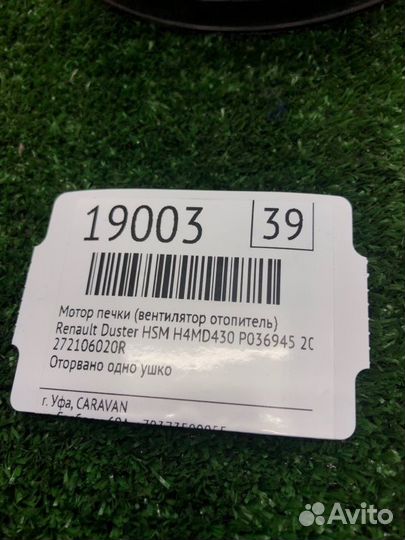 19003 39
Мотор печки (вентилятор отопитель)
Renault Duster HSM H4MD430 P036945 20
272106020R
Оторвано одно ушко
г. Уфа, CARAVAN
Avito